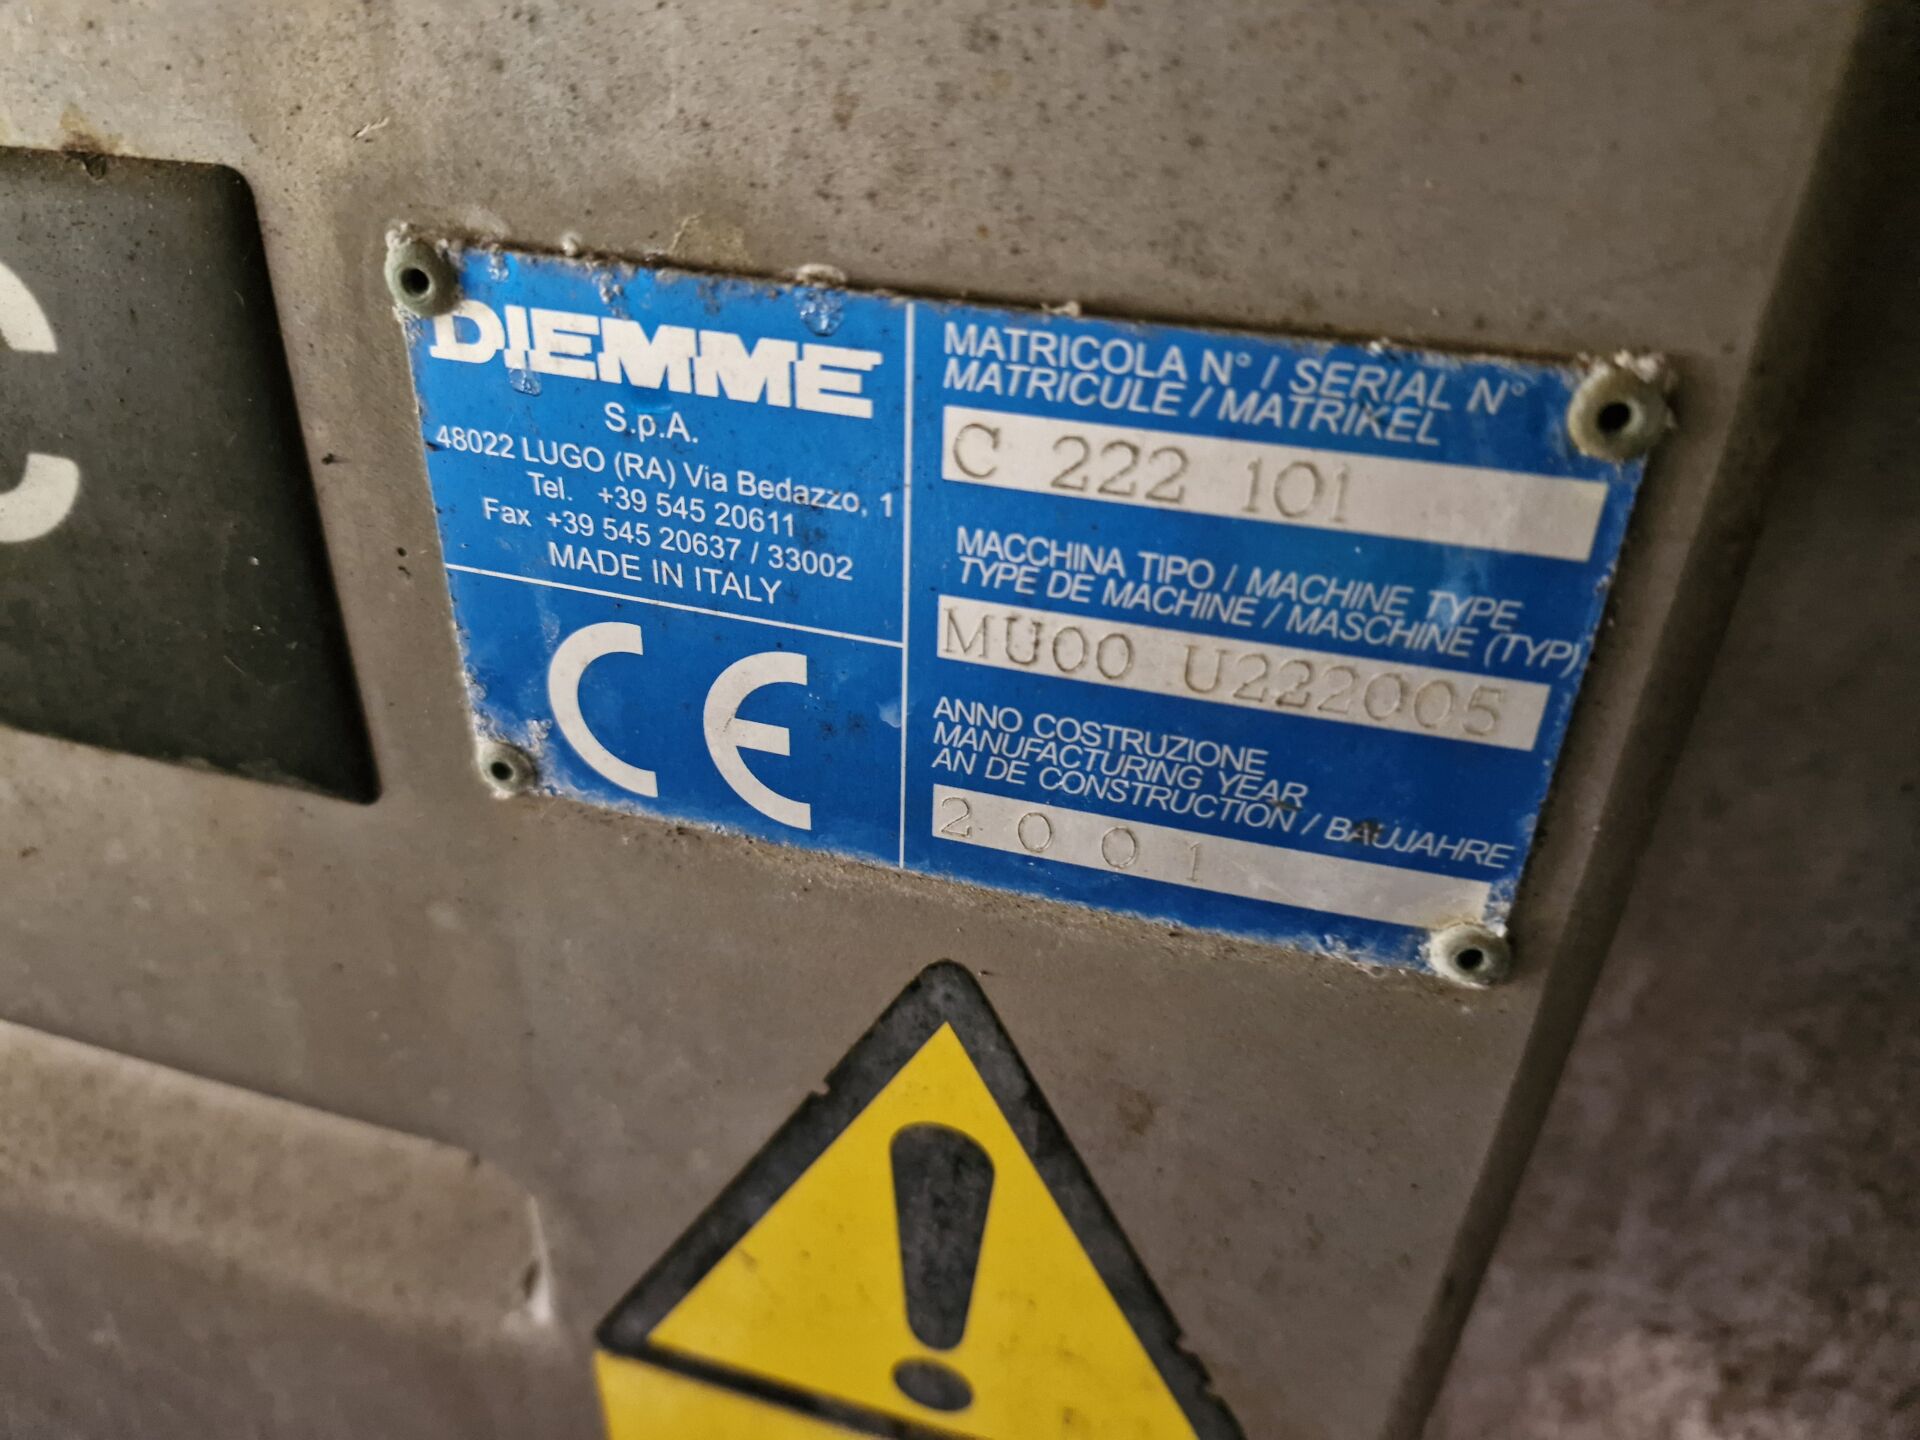 DIEMME
S.p.A.
48022 LUGO (RA) Via Bedazzo, 1
Tel. +39 545 20611
Fax +39 545 20637 / 33002
MADE IN ITALY
CE
MATRICOLA N° / SERIAL N°
MATRICULE / MATRIKEL
C 222 101
MACCHINA TIPO / MACHINE TYPE
TYPE DE MACHINE / MASCHINE (TYP)
MU00 U222005
ANNO COSTRUZIONE
MANUFACTURING YEAR
AN DE CONSTRUCTION / BAUJAHRE
2001